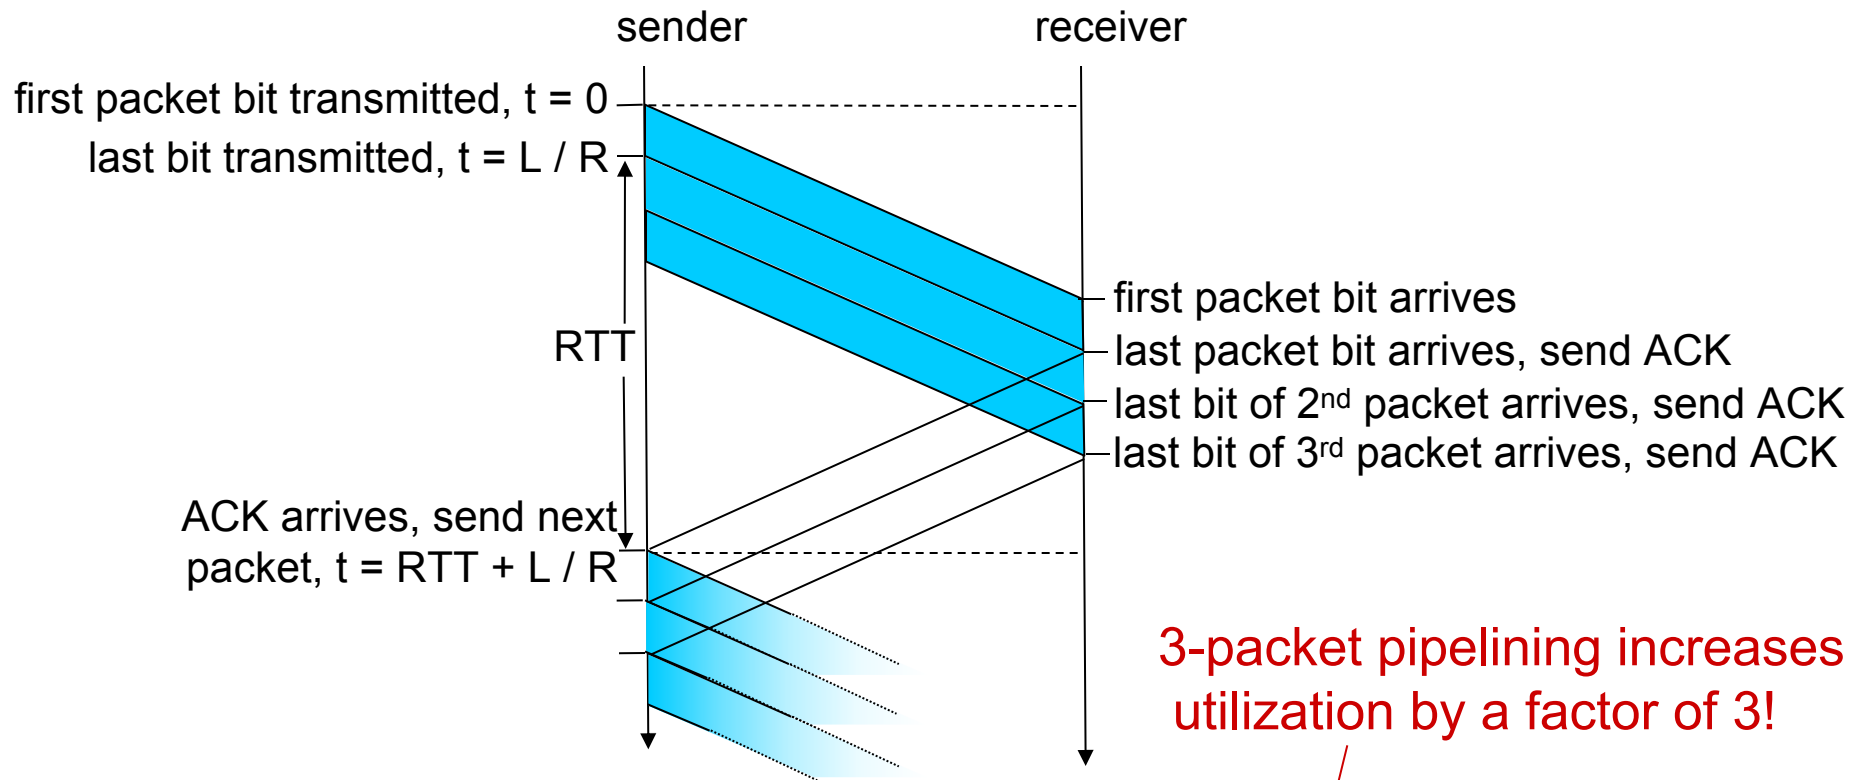 sender
receiver
first packet bit transmitted, t = 0
last bit transmitted, t = L / R
RTT
first packet bit arrives
last packet bit arrives, send ACK
last bit of 2nd packet arrives, send ACK
last bit of 3rd packet arrives, send ACK
ACK arrives, send next
packet, t = RTT + L / R
3-packet pipelining increases
utilization by a factor of 3!